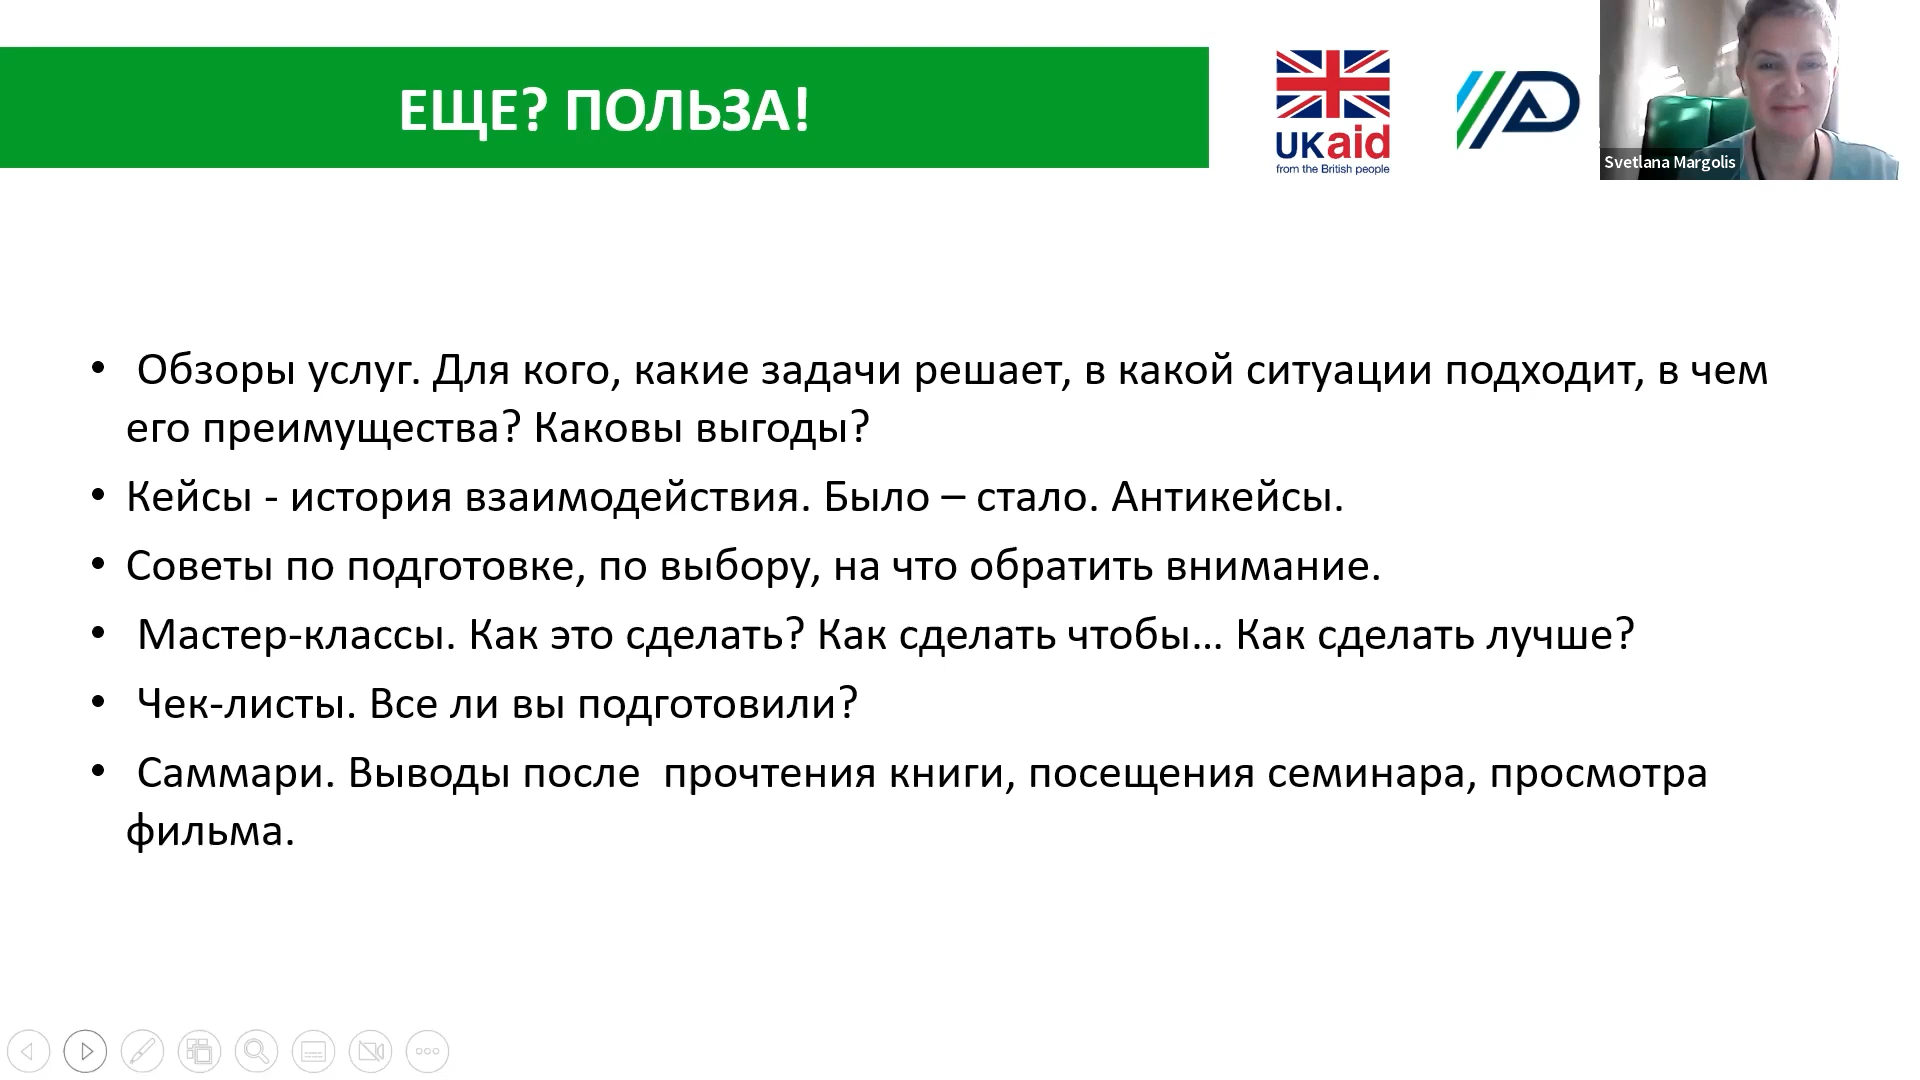 ЕЩЕ? ПОЛЬЗА!
UKaid
from the British people
Svetlana Margolis
• Обзоры услуг. Для кого, какие задачи решает, в какой ситуации подходит, в чем
его преимущества? Каковы выгоды?
• Кейсы - история взаимодействия. Было – стало. Антикейсы.
• Советы по подготовке, по выбору, на что обратить внимание.
• Мастер-классы. Как это сделать? Как сделать чтобы… Как сделать лучше?
• Чек-листы. Все ли вы подготовили?
• Саммари. Выводы после  прочтения книги, посещения семинара, просмотра
фильма.